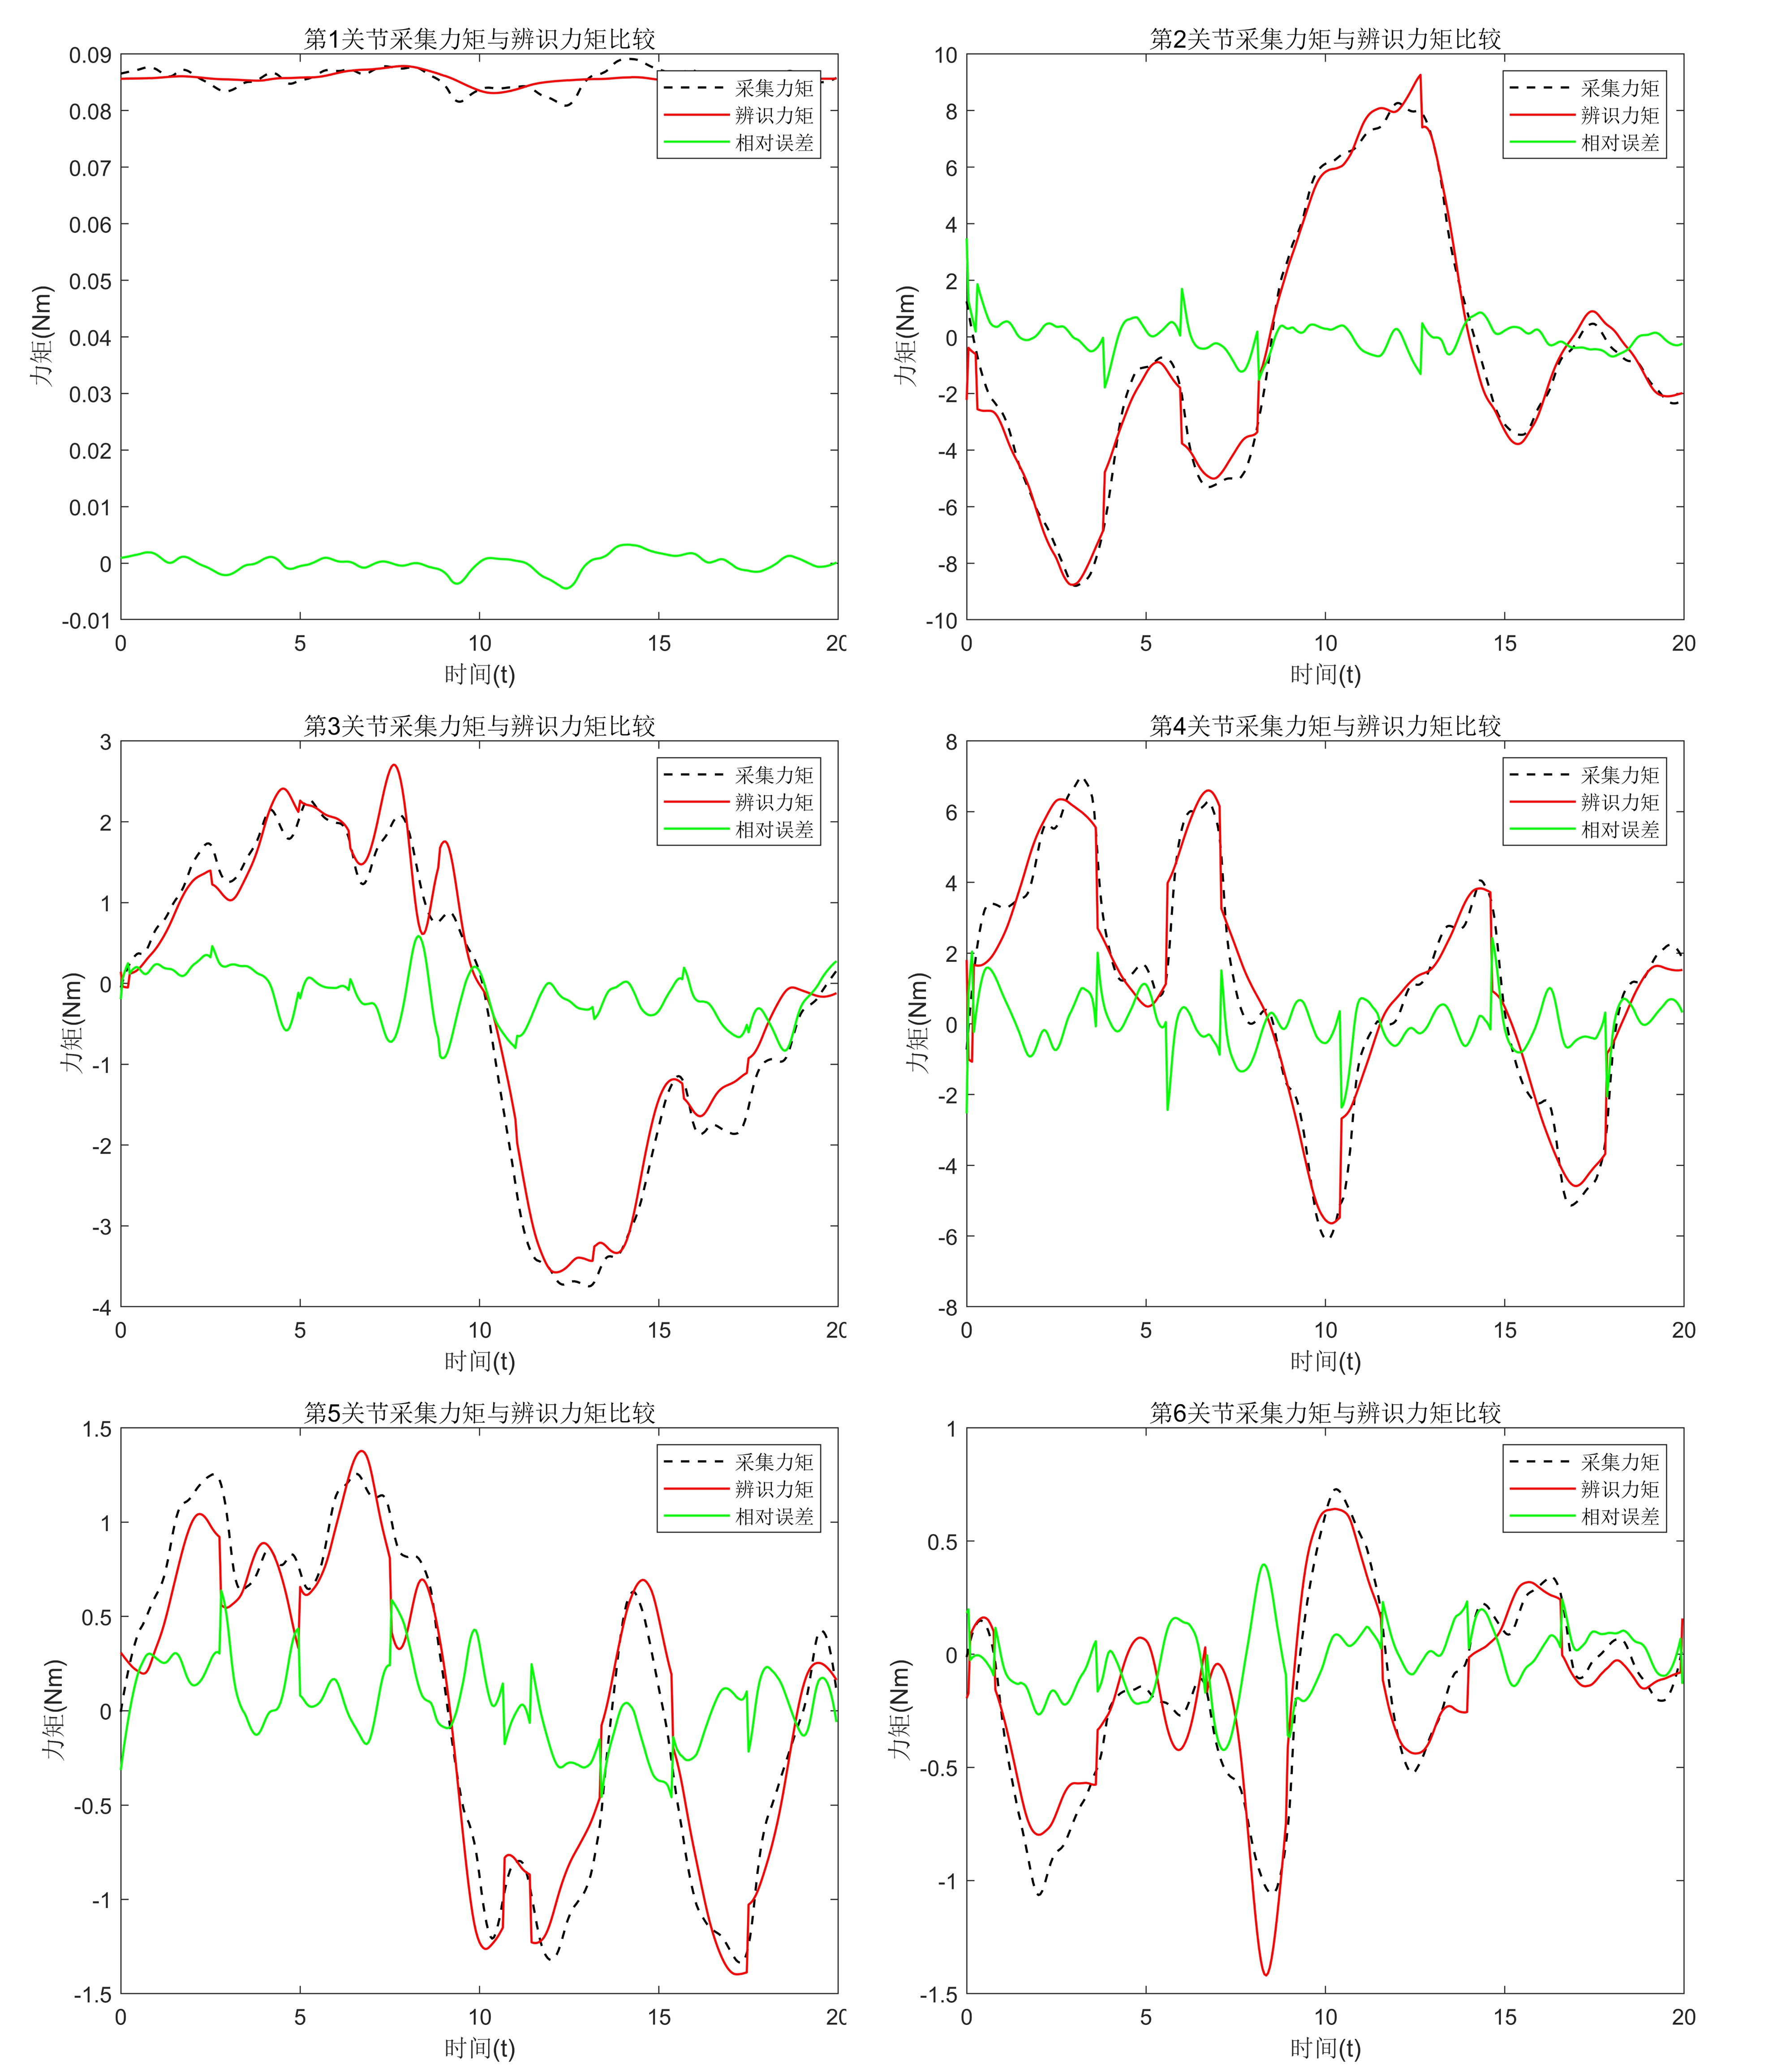 第1关节采集力矩与辨识力矩比较
0.09
0.08
0.07
0.06
0.05
0.04
0.03
0.02
0.01
0
-0.01
力矩(Nm)
采集力矩
辨识力矩
相对误差
0 5 10 15 20
时间(t)
第2关节采集力矩与辨识力矩比较
10
8
6
4
2
0
-2
-4
-6
-8
-10
力矩(Nm)
采集力矩
辨识力矩
相对误差
0 5 10 15 20
时间(t)
第3关节采集力矩与辨识力矩比较
3
2
1
0
-1
-2
-3
-4
力矩(Nm)
采集力矩
辨识力矩
相对误差
0 5 10 15 20
时间(t)
第4关节采集力矩与辨识力矩比较
8
6
4
2
0
-2
-4
-6
-8
力矩(Nm)
采集力矩
辨识力矩
相对误差
0 5 10 15 20
时间(t)
第5关节采集力矩与辨识力矩比较
1.5
1
0.5
0
-0.5
-1
-1.5
力矩(Nm)
采集力矩
辨识力矩
相对误差
0 5 10 15 20
时间(t)
第6关节采集力矩与辨识力矩比较
1
0.5
0
-0.5
-1
-1.5
力矩(Nm)
采集力矩
辨识力矩
相对误差
0 5 10 15 20
时间(t)